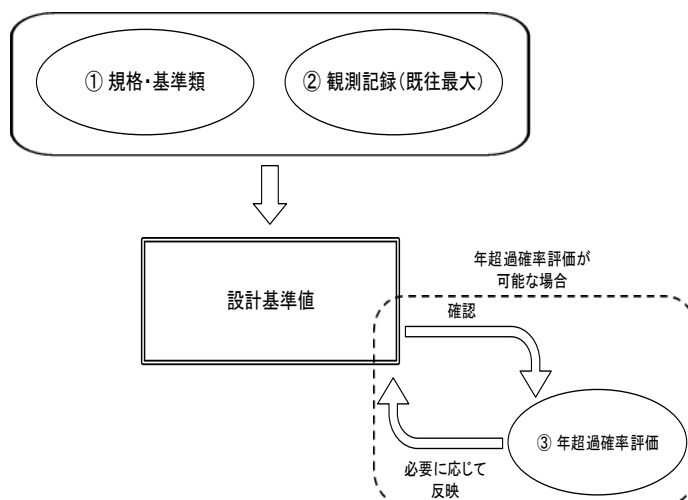 ① 規格・基準類
② 観測記録(既往最大)
設計基準値
年超過確率評価が
可能な場合
確認
③ 年超過確率評価
必要に応じて
反映